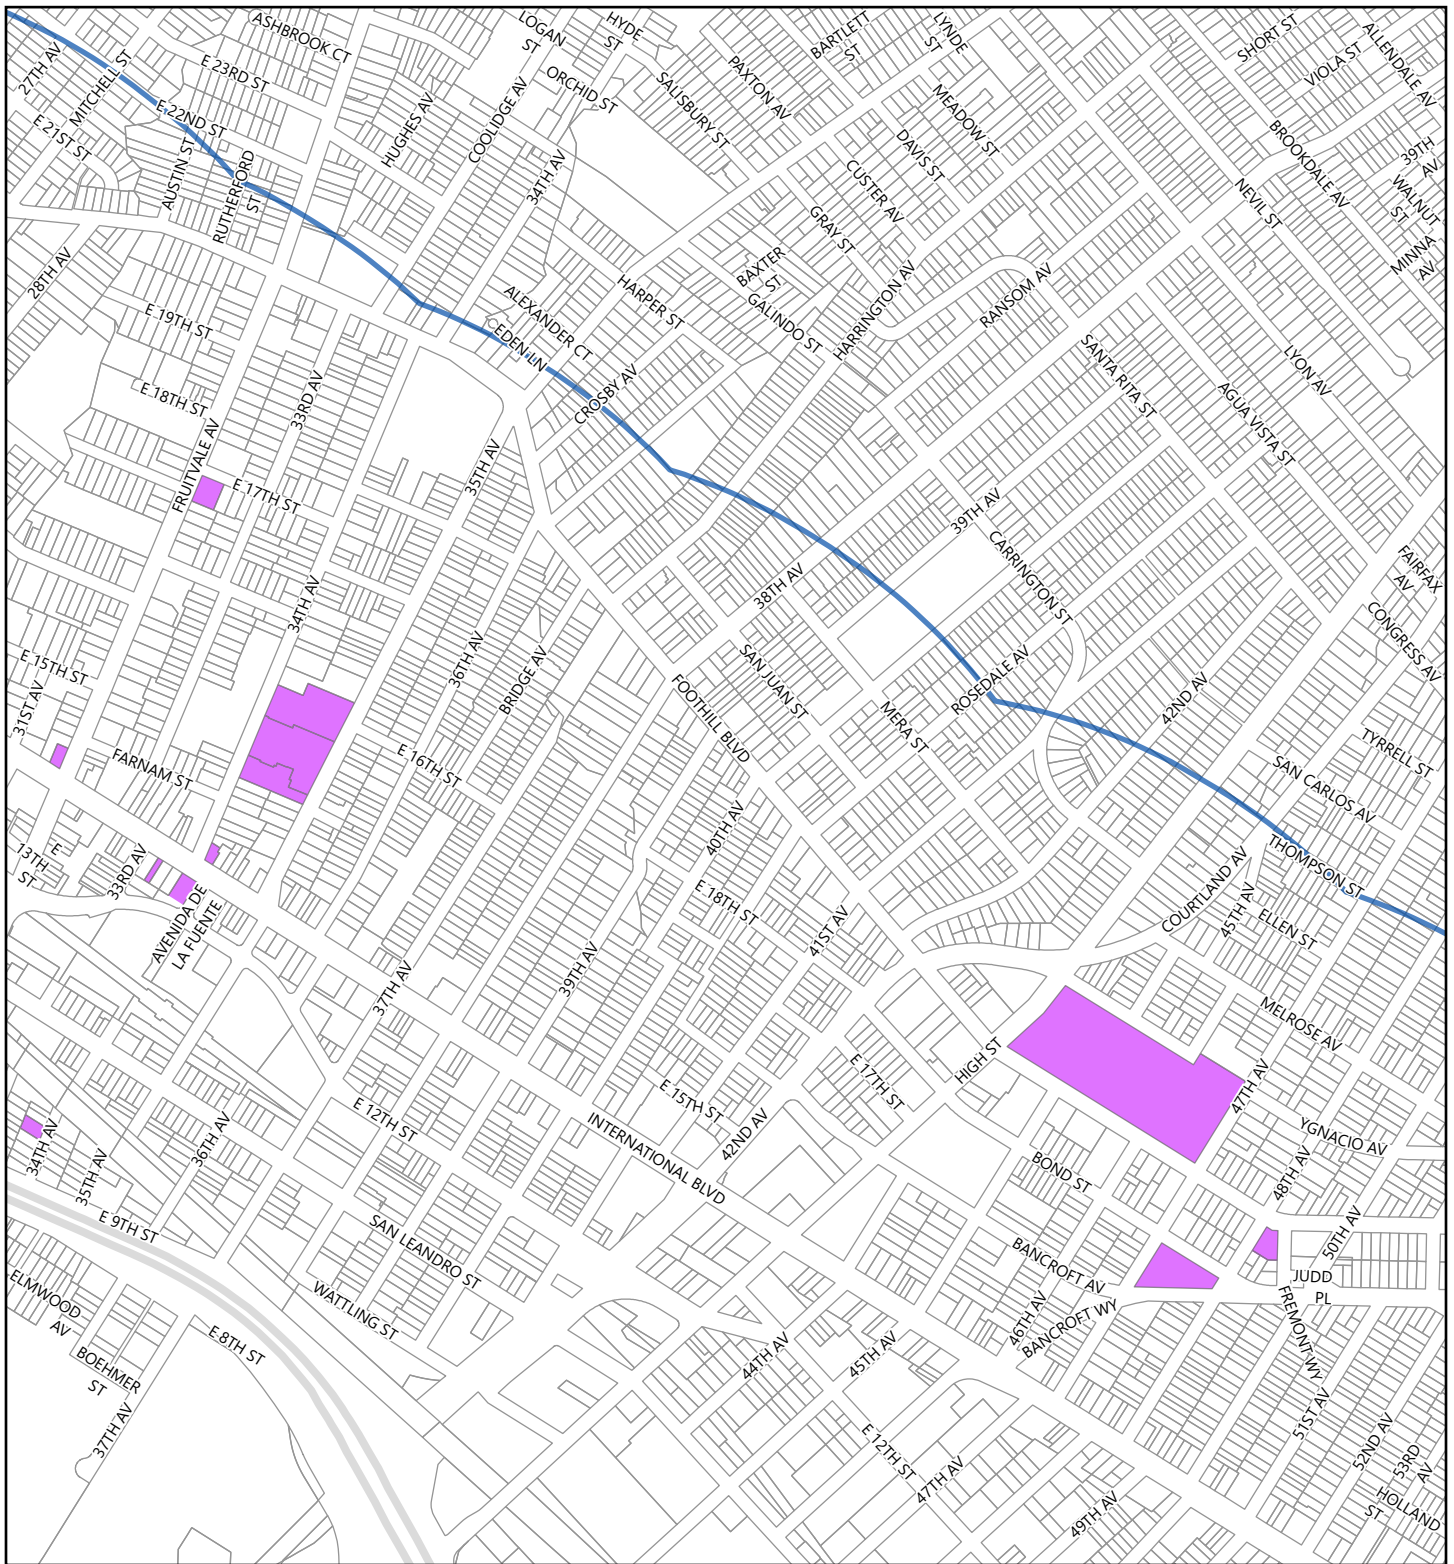 ASHBROOK CT
LOGAN
ST
HYDE
ST
BARTLETT
ST
LYNDE
ST
SHORT ST
ALLENDALE AV
VIOLA ST
27TH AV
MITCHELL ST
E 23RD ST
ORCHID ST
SALISBURY ST
PAXTON AV
MEADOW ST
E 22ND ST
E 21ST ST
HUGHES AV
COOLIDGE AV
DAVIS ST
BROOKDALE AV
39TH
AV
AUSTIN ST
RUTHERFORD
ST
34TH AV
CUSTER AV
GRAY ST
NEVIL ST
WALNUT
ST
MINNA
AV
28TH AV
BAXTER
ST
HARPER ST
GALINDO ST
HARRINGTON AV
RANSOM AV
E 19TH ST
ALEXANDER CT
EDEN LN
SANTA RITA ST
LYON AV
E 18TH ST
33RD AV
CROSBY AV
AGUA VISTA ST
FRUITVALE AV
35TH AV
E 17TH ST
39TH AV
CARRINGTON ST
FAIRFAX
AV
34TH AV
38TH AV
CONGRESS AV
E 15TH ST
31ST AV
36TH AV
BRIDGE AV
SAN JUAN ST
ROSEDALE AV
42ND AV
FOOTHILL BLVD
MERA ST
FARNAM ST
E 16TH ST
TYRRELL ST
SAN CARLOS AV
E
13TH
ST
33RD AV
40TH AV
THOMPSON ST
COURTLAND AV
45TH AV
E 18TH ST
41ST AV
ELLEN ST
AVENIDA DE
LA FUENTE
39TH AV
37TH AV
MELROSE AV
HIGH ST
E 17TH ST
47TH AV
E 15TH ST
E 12TH ST
36TH AV
34TH AV
35TH AV
INTERNATIONAL BLVD
42ND AV
YGNACIO AV
BOND ST
48TH AV
E 9TH ST
SAN LEANDRO ST
50TH AV
BANCROFT AV
JUDD
PL
ELMWOOD
AV
WATTLING ST
46TH AV
BANCROFT WY
FREMONT WY
E 8TH ST
BOEHMER
ST
44TH AV
45TH AV
37TH AV
51ST AV
52ND AV
53RD
AV
E 12TH ST
47TH AV
49TH AV
HOLLAND
ST